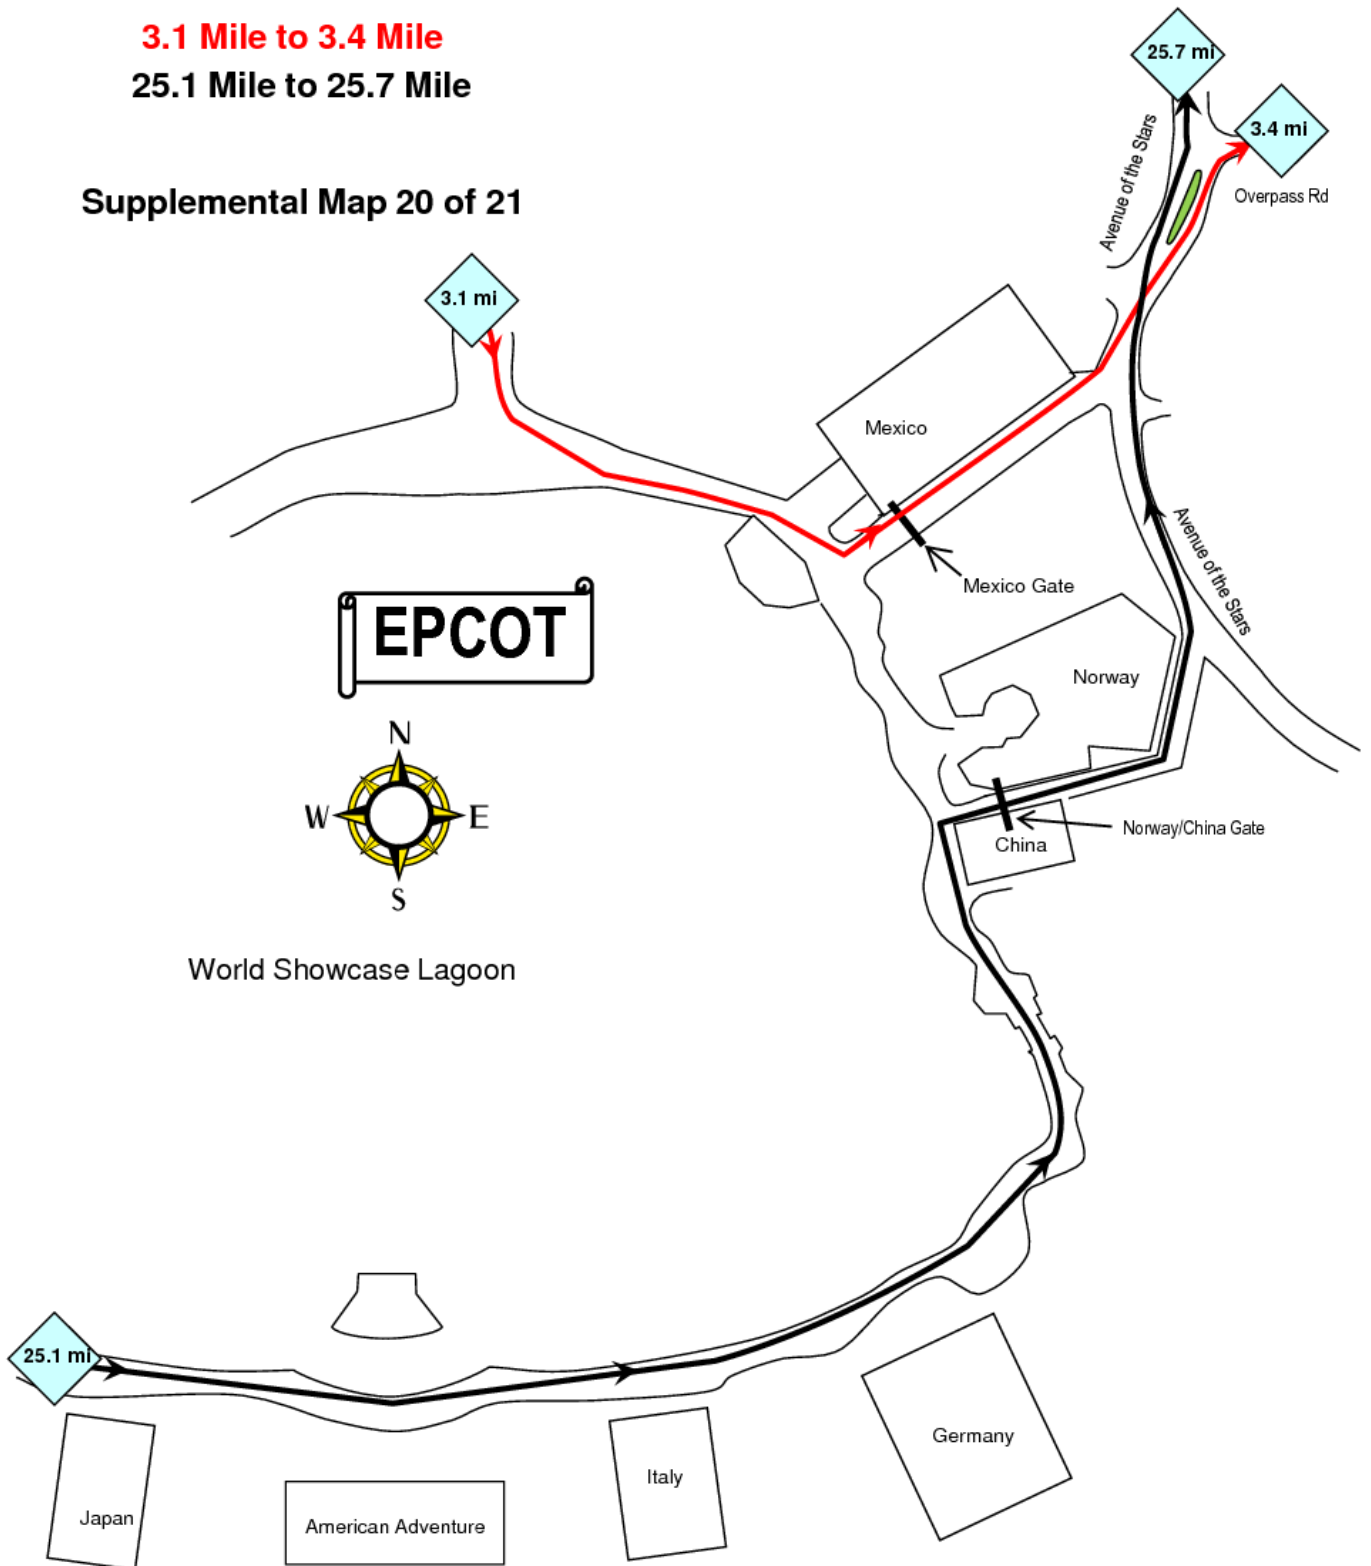 3.1 Mile to 3.4 Mile
25.1 Mile to 25.7 Mile
Supplemental Map 20 of 21
25.7 mi
3.4 mi
Avenue of the Stars
Overpass Rd
3.1 mi
Mexico
Mexico Gate
Avenue of the Stars
EPCOT
Norway
N
W
E
S
Norway/China Gate
China
World Showcase Lagoon
25.1 mi
Germany
Italy
Japan
American Adventure